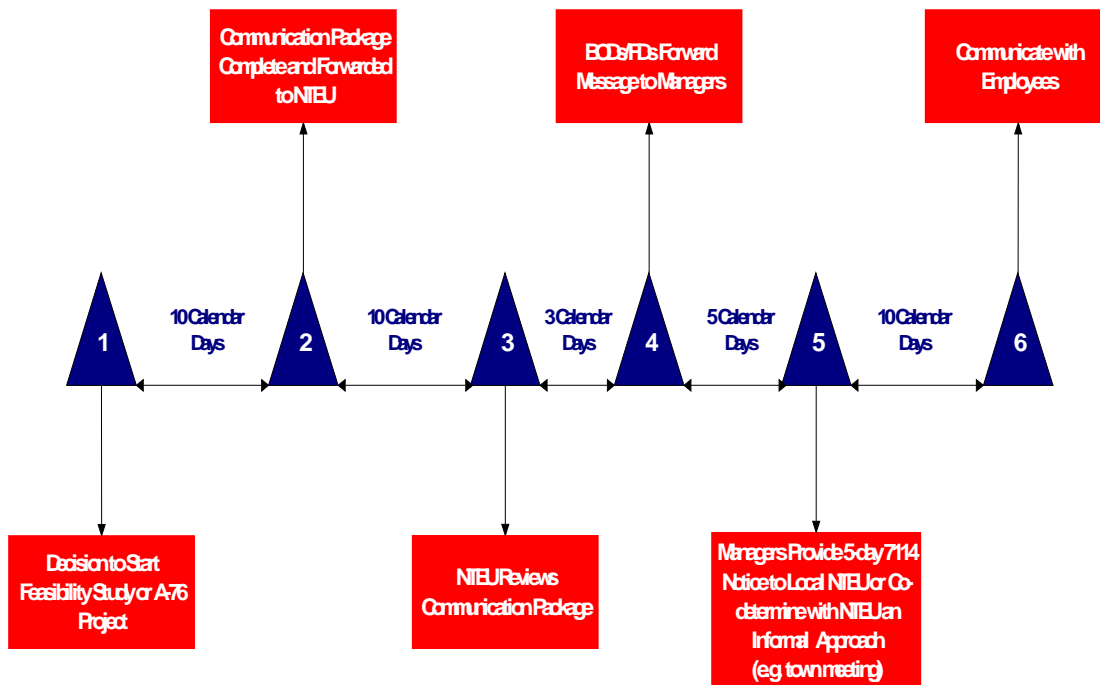 Communication Package
Complete and Forwarded
to NTEU
EODs/FDs Forward
Message to Managers
Communicate with
Employees
10 Calendar
Days
10 Calendar
Days
3 Calendar
Days
5 Calendar
Days
10 Calendar
Days
1
2
3
4
5
6
Decision to Start
Feasibility Study or A-76
Project
NTEU Reviews
Communication Package
Managers Provide 5-day 7114
Notice to Local NTEU or Co-
determine with NTEU an
Informal Approach
(e.g. town meeting)